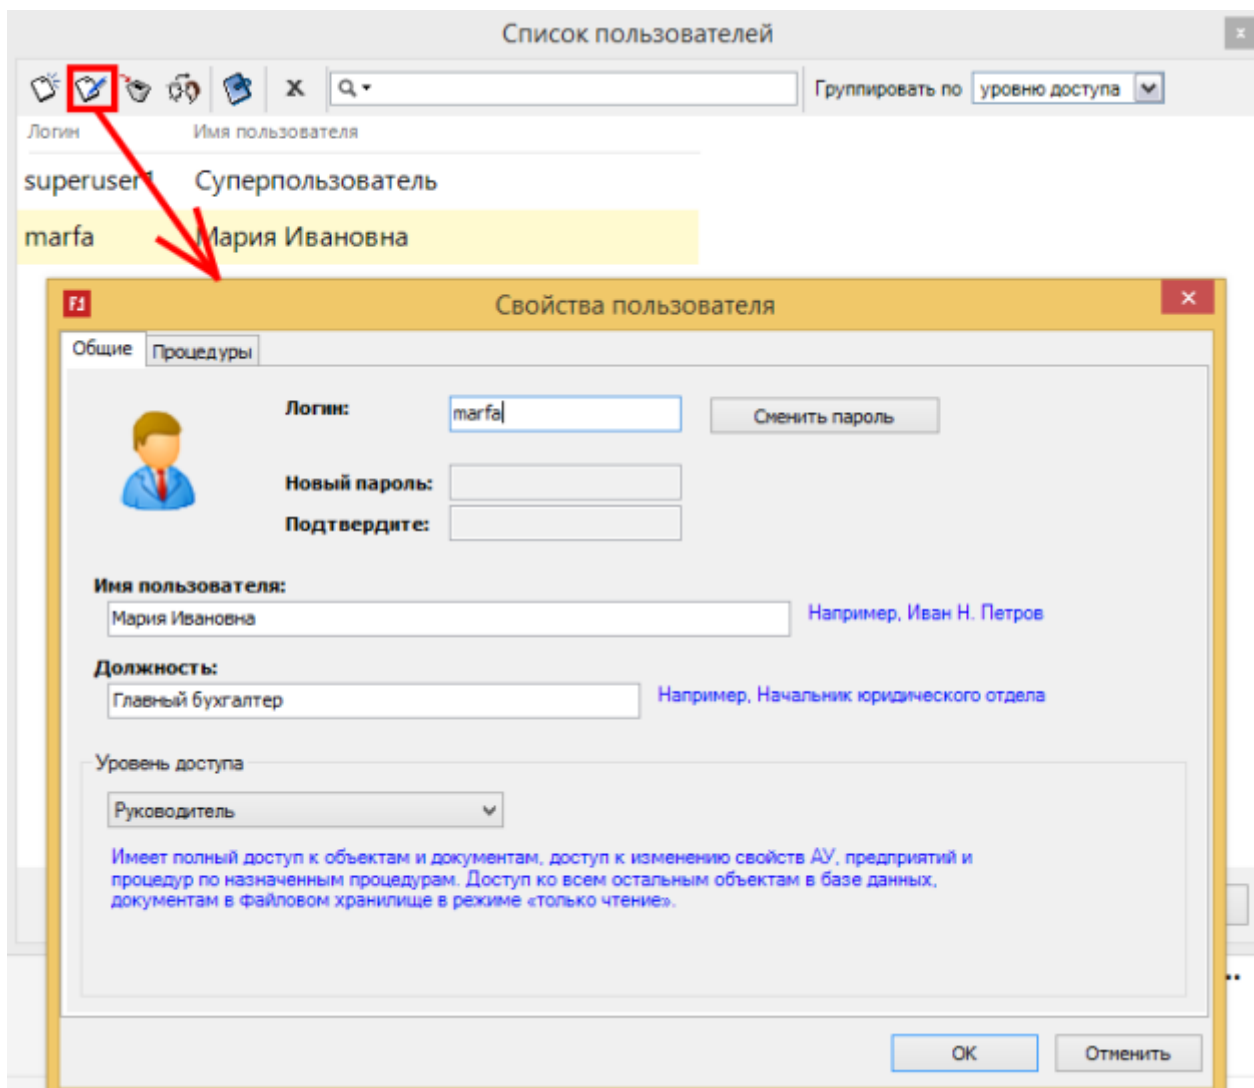 Список пользователей
x
Группировать по уровню доступа
Логин Имя пользователя
superuser1 Суперпользователь
marfa Мария Ивановна
F1 Свойства пользователя
Общие Процедуры
Логин: marfa Сменить пароль
Новый пароль:
Подтвердите:
Имя пользователя:
Мария Ивановна Например, Иван Н. Петров
Должность:
Главный бухгалтер Например, Начальник юридического отдела
Уровень доступа
Руководитель
Имеет полный доступ к объектам и документам, доступ к изменению свойств АУ, предприятий и
процедур по назначенным процедурам. Доступ ко всем остальным объектам в базе данных,
документам в Файловом хранилище в режиме «только чтение».
..
OK Отменить